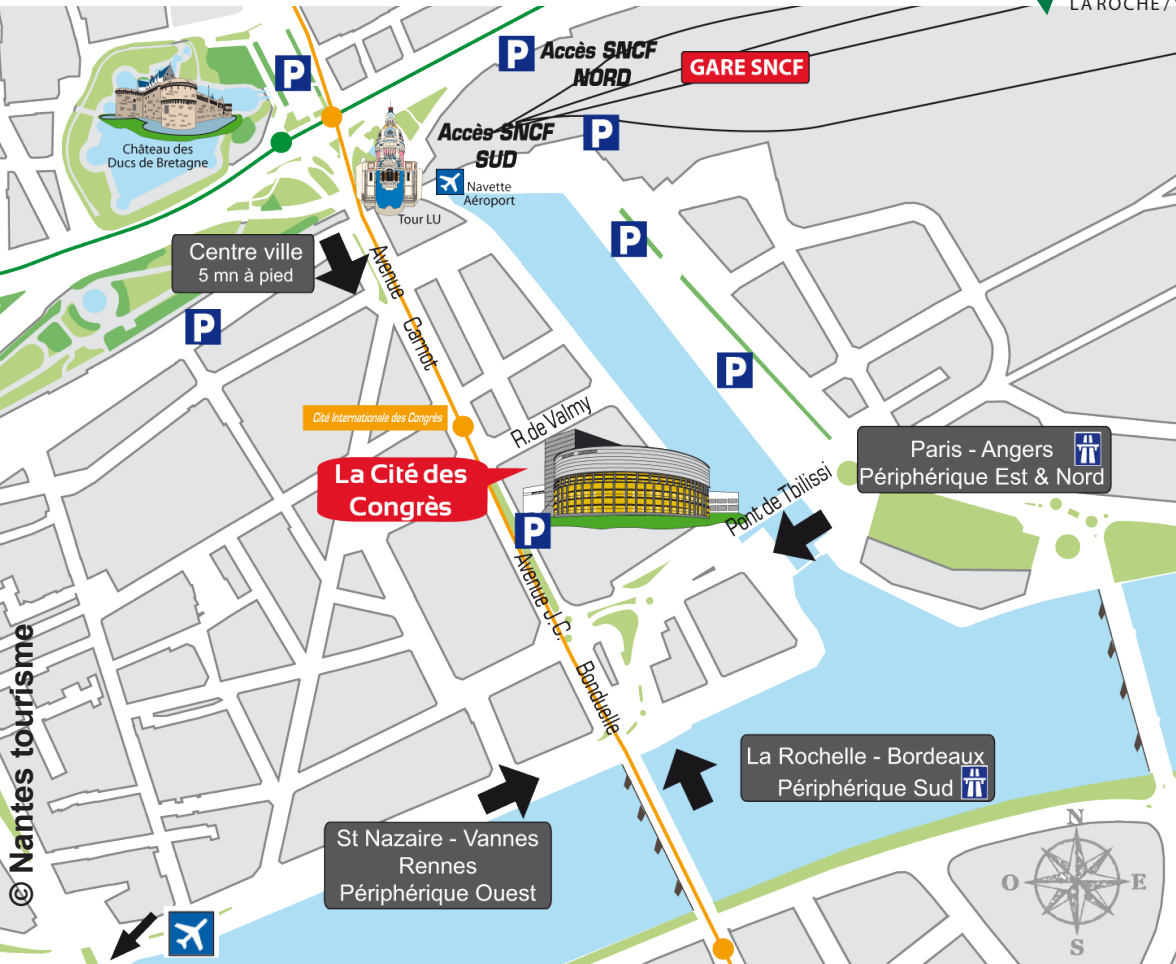 LA ROCHE /
P
P
Accès SNCF
NORD
GARE SNCF
Accès SNCF
SUD
P
Château des
Ducs de Bretagne
Navette
Aéroport
Tour LU
Centre ville
5 mn à pied
P
P
Avenue Carnot
P
Cité Internationale des Congrès
R.de Valmy
La Cité des
Congrès
Paris - Angers
Périphérique Est & Nord
Pont de Tbilissi
P
Avenue J.C. Bonduelle
© Nantes tourisme
La Rochelle - Bordeaux
Périphérique Sud
St Nazaire - Vannes
Rennes
Périphérique Ouest
N
O
E
S